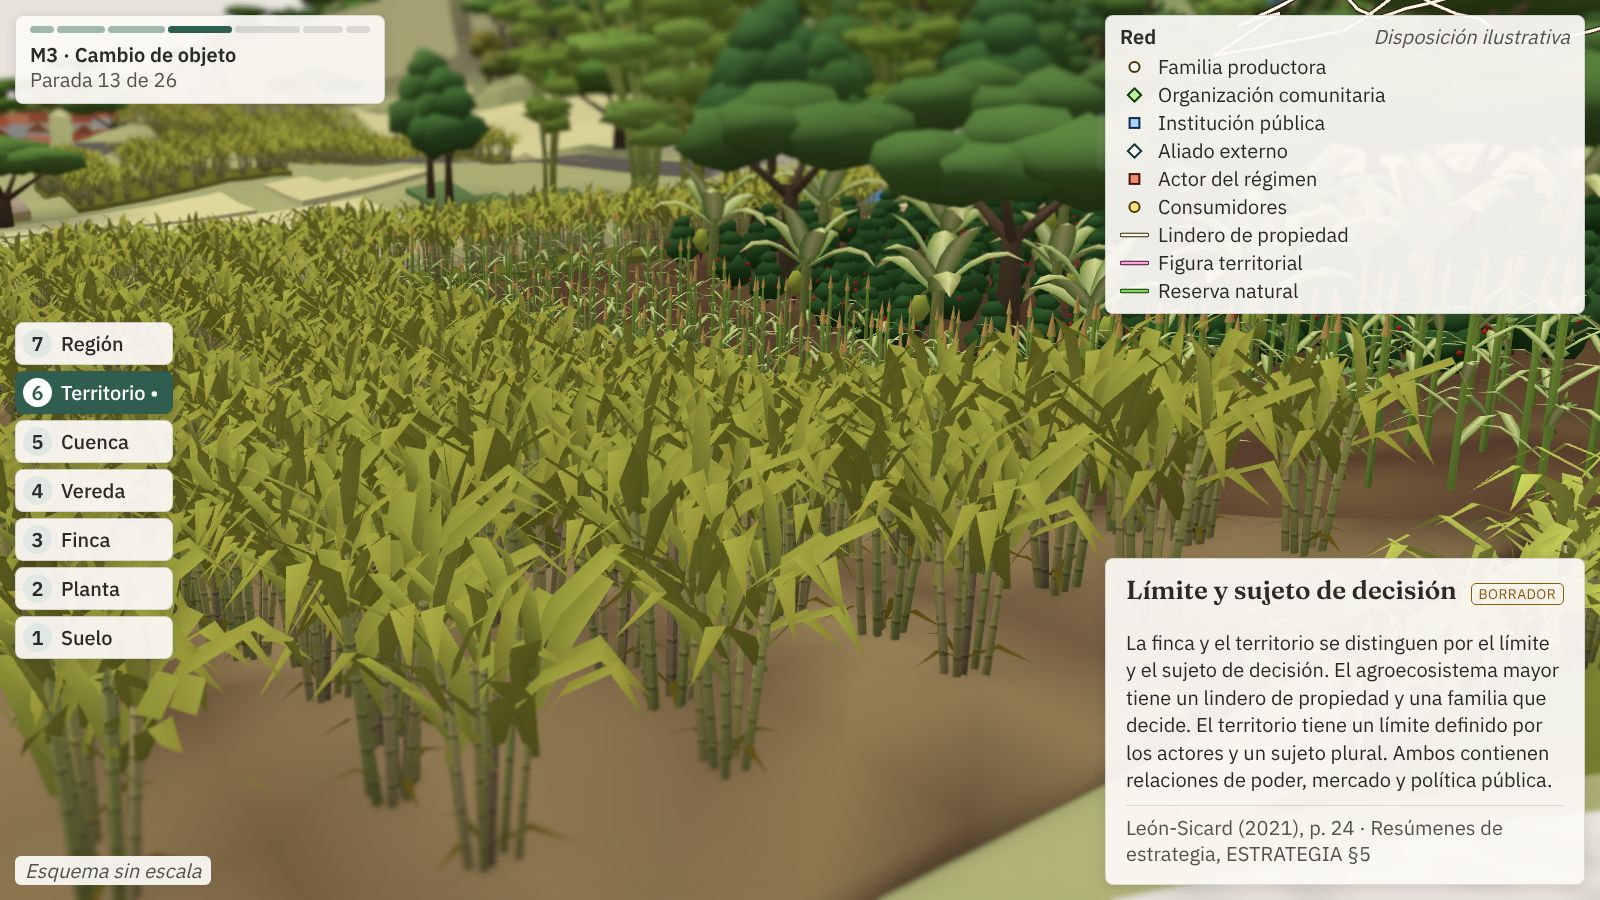 M3 · Cambio de objeto
Parada 13 de 26
Red
Disposición ilustrativa
Familia productora
Organización comunitaria
Institución pública
Aliado externo
Actor del régimen
Consumidores
Lindero de propiedad
Figura territorial
Reserva natural
7 Región
6 Territorio •
5 Cuenca
4 Vereda
3 Finca
2 Planta
1 Suelo
Límite y sujeto de decisión
BORRADOR
La finca y el territorio se distinguen por el límite
y el sujeto de decisión. El agroecosistema mayor
tiene un lindero de propiedad y una familia que
decide. El territorio tiene un límite definido por
los actores y un sujeto plural. Ambos contienen
relaciones de poder, mercado y política pública.
León-Sicard (2021), p. 24 · Resúmenes de
estrategia, ESTRATEGIA §5
Esquema sin escala